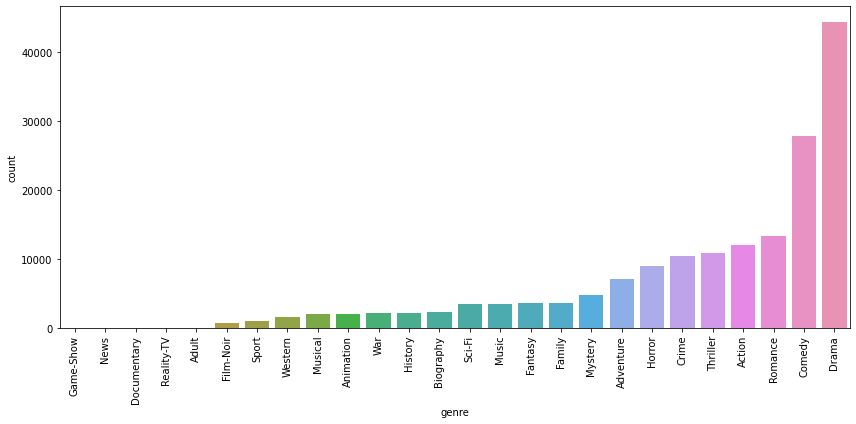 40000
30000
20000
10000
0
count
Game-Show
News
Documentary
Reality-TV
Adult
Film-Noir
Sport
Western
Musical
Animation
War
History
Biography
Sci-Fi
Music
Fantasy
Family
Mystery
Adventure
Horror
Crime
Thriller
Action
Romance
Comedy
Drama
genre